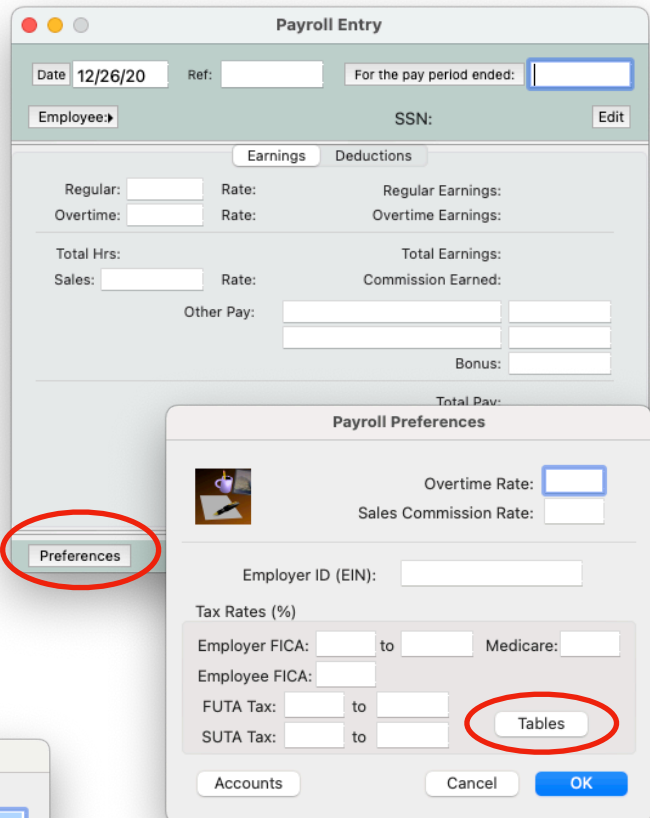 Payroll Entry
Date 12/26/20 Ref: For the pay period ended:
Employee: SSN: Edit
Earnings Deductions
Regular: Rate: Regular Earnings:
Overtime: Rate: Overtime Earnings:
Total Hrs: Total Earnings:
Sales: Rate: Commission Earned:
Other Pay:
Bonus:
Total Pay:
Preferences
Payroll Preferences
Overtime Rate:
Sales Commission Rate:
Employer ID (EIN):
Tax Rates (%)
Employer FICA: to Medicare:
Employee FICA:
FUTA Tax: to
SUTA Tax: to
Tables
Accounts Cancel OK